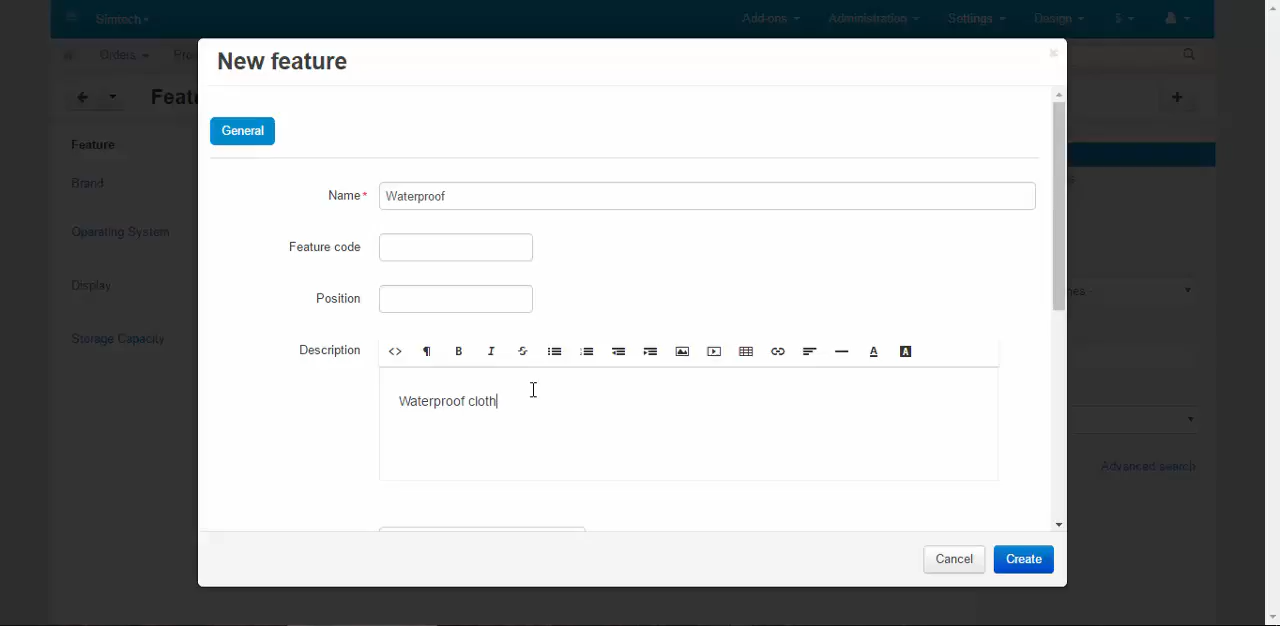 Simtech
Add-ons
Administration
Settings
Design
$
Orders
New feature
Feature
Brand
Operating System
Display
Storage Capacity
General
Name*
Waterproof
Feature code
Position
Description
Waterproof cloth
Advanced search
Cancel
Create